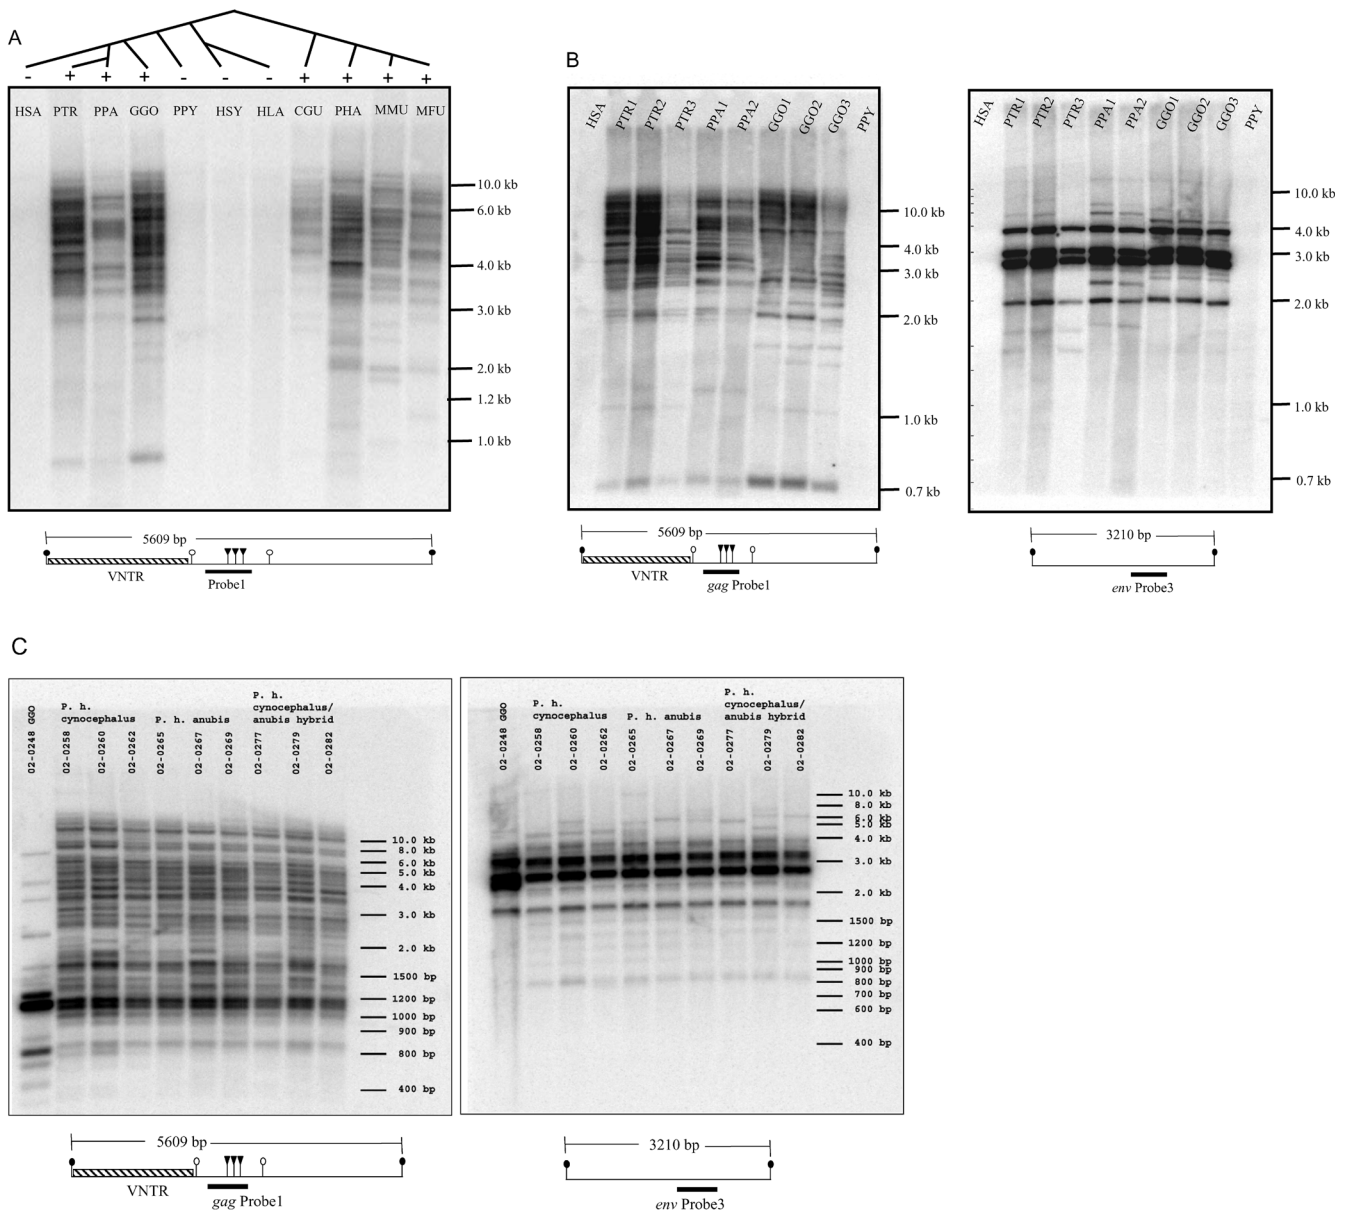 A
- + + + - - - + + + +
HSA PTR PPA GGO PPY HSY HLA CGU PHA MMU MFU
10.0 kb
6.0 kb
4.0 kb
3.0 kb
2.0 kb
1.2 kb
1.0 kb
5609 bp
VNTR
Probe1
B
HSA PTR1 PTR2 PTR3 PPA1 PPA2 GGO1 GGO2 GGO3 PPY
10.0 kb
4.0 kb
3.0 kb
2.0 kb
1.0 kb
0.7 kb
5609 bp
VNTR
gag Probe1
HSA PTR1 PTR2 PTR3 PPA1 PPA2 GGO1 GGO2 GGO3 PPY
10.0 kb
4.0 kb
3.0 kb
2.0 kb
1.0 kb
0.7 kb
3210 bp
env Probe3
C
P. h. cynocephalus
P. h. anubis
P. h. cynocephalus/ anubis hybrid
02-0248 GGO
02-0258
02-0260
02-0262
02-0265
02-0267
02-0269
02-0277
02-0279
02-0282
10.0 kb
8.0 kb
6.0 kb
5.0 kb
4.0 kb
3.0 kb
2.0 kb
1500 bp
1200 bp
1000 bp
900 bp
800 bp
400 bp
5609 bp
VNTR
gag Probe1
P. h. cynocephalus
P. h. anubis
P. h. cynocephalus/ anubis hybrid
02-0248 GGO
02-0258
02-0260
02-0262
02-0265
02-0267
02-0269
02-0277
02-0279
02-0282
10.0 kb
8.0 kb
6.0 kb
5.0 kb
4.0 kb
3.0 kb
2.0 kb
1500 bp
1200 bp
1000 bp
900 bp
800 bp
700 bp
600 bp
400 bp
3210 bp
env Probe3